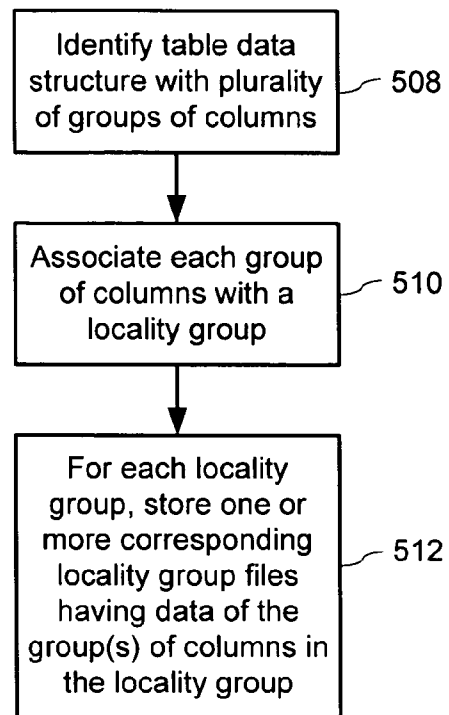 Identify table data
structure with plurality
of groups of columns
508
Associate each group
of columns with a
locality group
510
For each locality
group, store one or
more corresponding
locality group files
having data of the
group(s) of columns in
the locality group
512